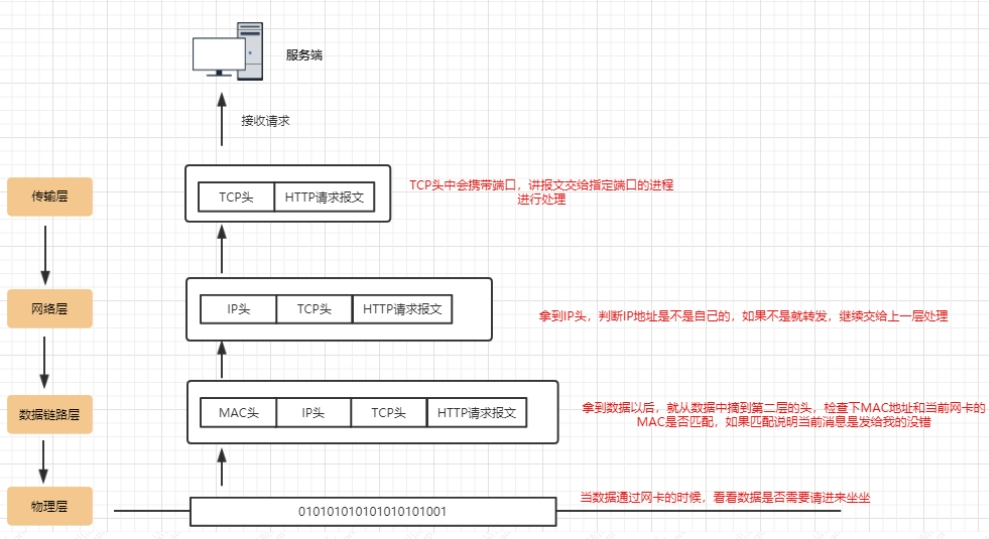 服务端
接收请求
传输层
TCP头 HTTP请求报文
TCP头中会携带端口，讲报文交给指定端口的进程
进行处理
网络层
IP头 TCP头 HTTP请求报文
拿到IP头，判断IP地址是不是自己的，如果不是就转发，继续交给上一层处理
数据链路层
MAC头 IP头 TCP头 HTTP请求报文
拿到数据以后，就从数据中摘到第二层的头，检查下MAC地址和当前网卡的
MAC是否匹配，如果匹配说明当前消息是发给我的没错
物理层
010101010101010101001
当数据通过网卡的时候，看看数据是否需要请进来坐坐